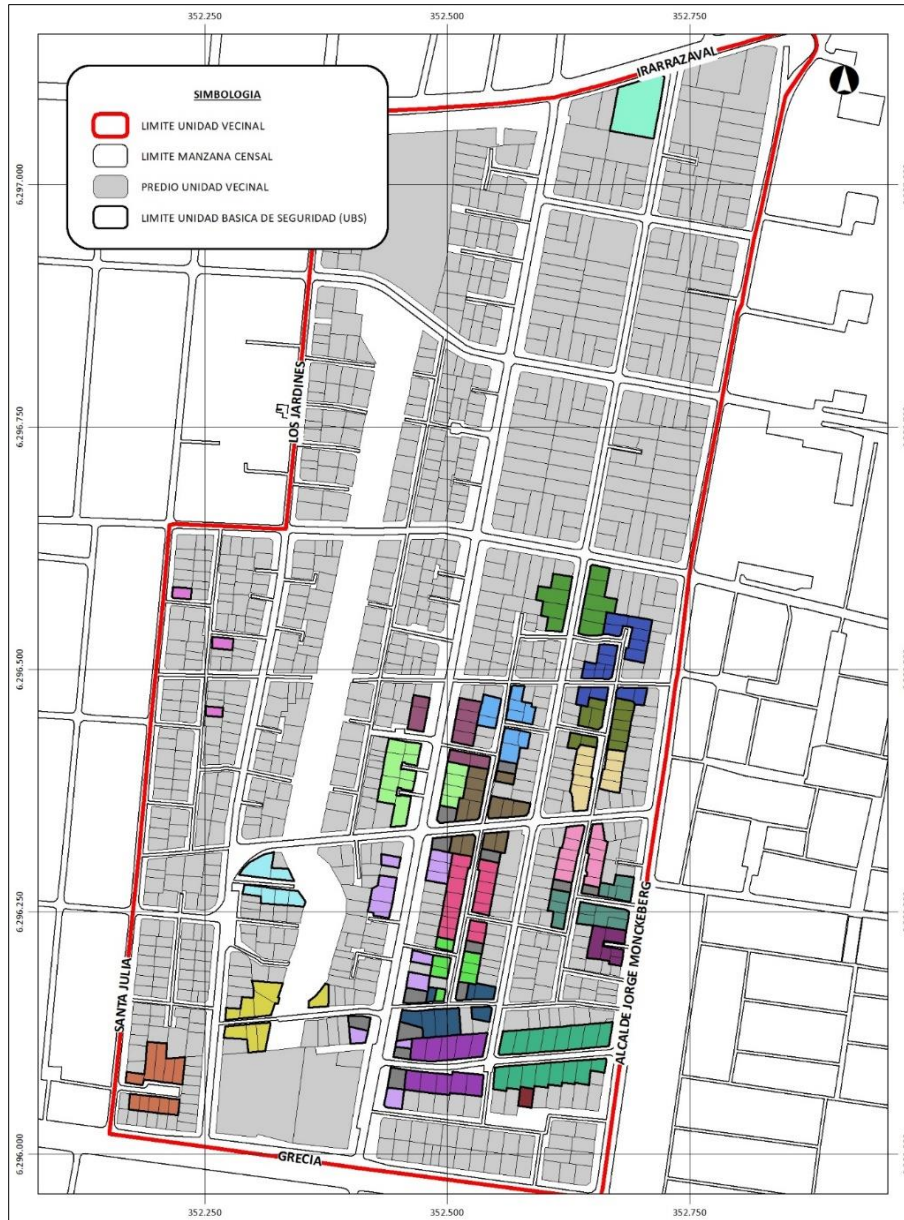 352.250
352.500
352.750
IRARRAZAVAL
SIMBOLOGIA
LIMITE UNIDAD VECINAL
LIMITE MANZANA CENSAL
PREDIO UNIDAD VECINAL
LIMITE UNIDAD BASICA DE SEGURIDAD (UBS)
6.297.000
LOS JARDINES
6.296.750
6.296.500
6.296.250
SANTA JULIA
ALCALDE JORGE MONCKEBERG
6.296.000
GRECIA
352.250
352.500
352.750